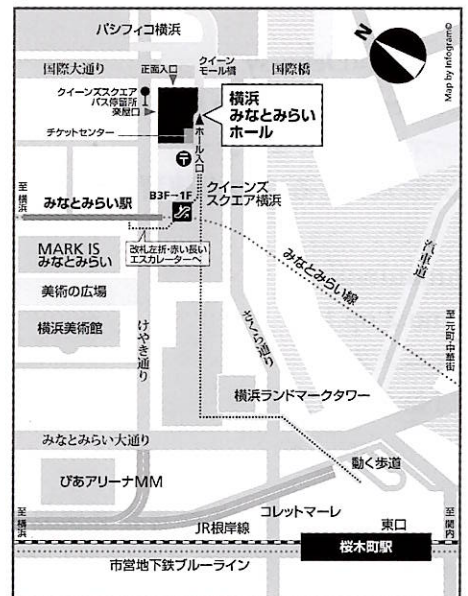 パシフィコ横浜
N
Map by Infogram©
国際大通り
正面入口
クイーン
モール橋
国際橋
クイーンズスクエア
バス停留所
楽屋口
チケットセンター
横浜
みなとみらい
ホール
ホール入口
至横浜
みなとみらい駅
B3F→1F
クイーンズ
スクエア横浜
改札左折・赤い長い
エスカレーターへ
MARK IS
みなとみらい
美術の広場
横浜美術館
けやき通り
さくら通り
みなとみらい線
汽車道
至元町・中華街
横浜ランドマークタワー
みなとみらい大通り
ぴあアリーナMM
動く歩道
コレットマーレ
至横浜
JR根岸線
東口
至関内
桜木町駅
市営地下鉄ブルーライン